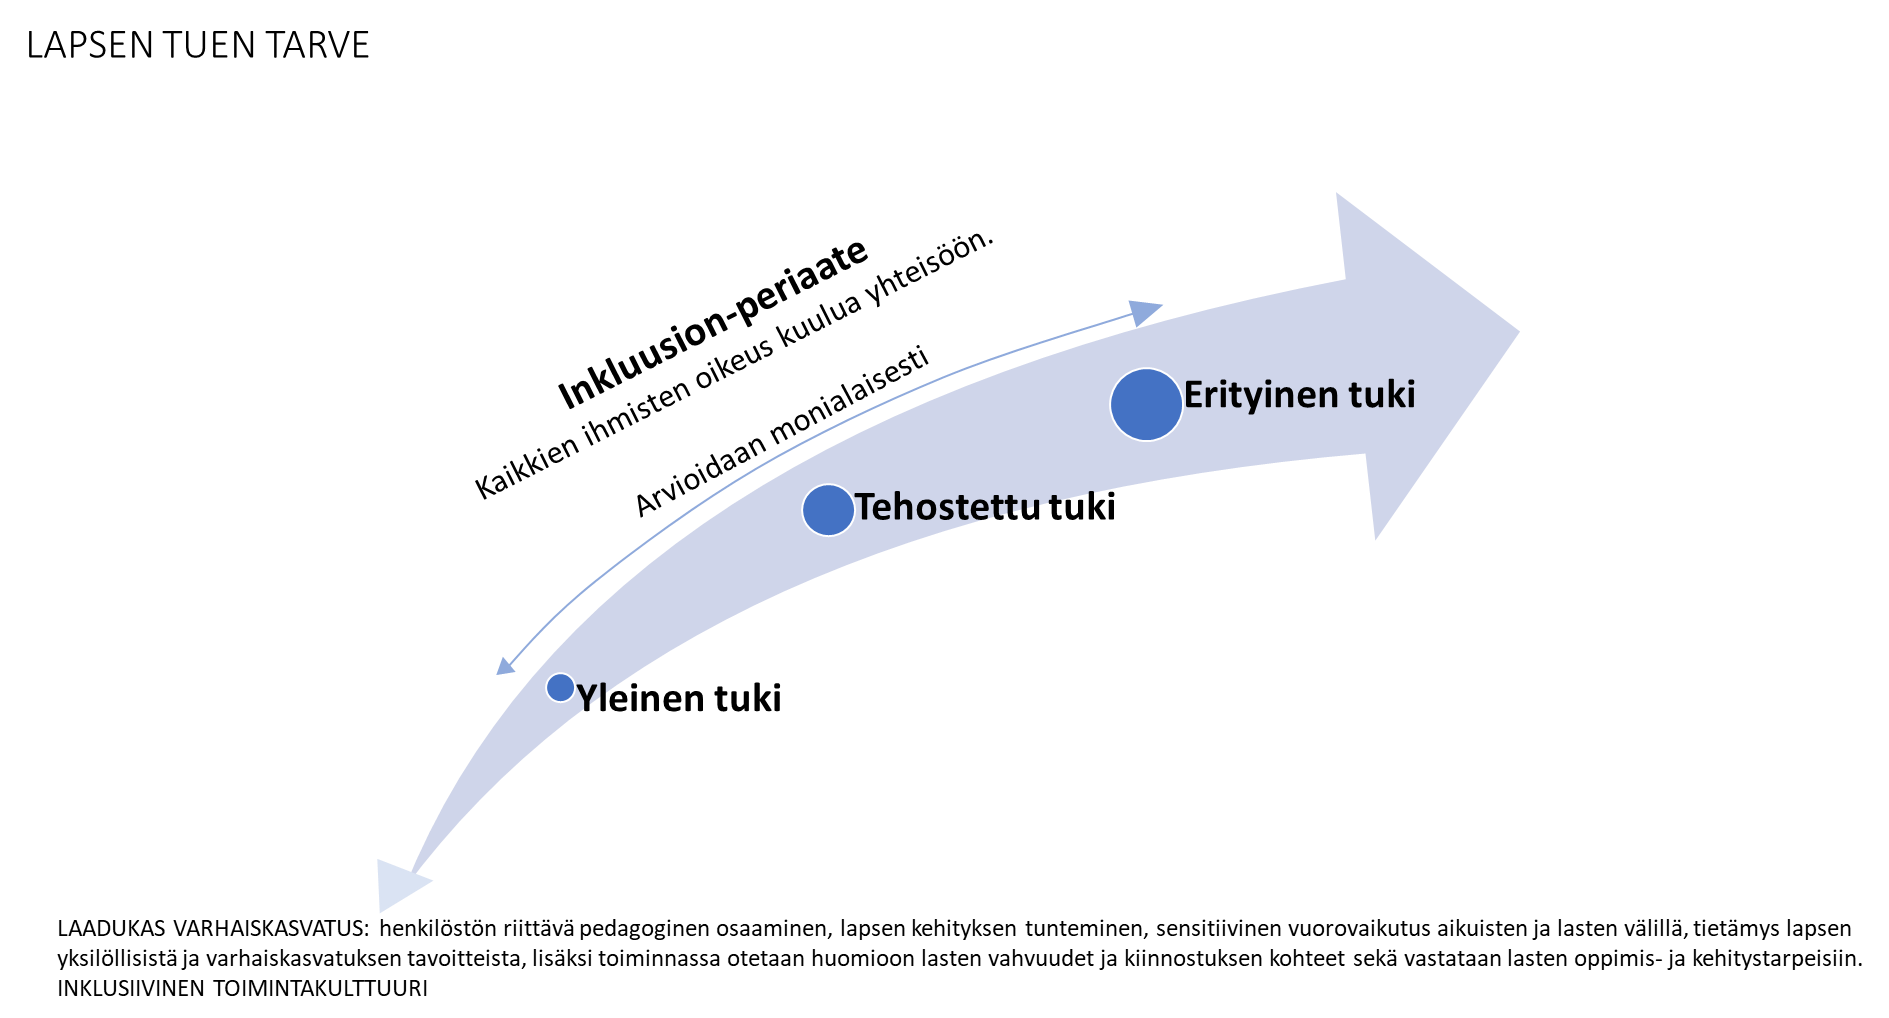 LAPSEN TUEN TARVE
Inkluusion-periaate
Kaikkien ihmisten oikeus kuulua yhteisöön.
Arvioidaan monialaisesti
Erityinen tuki
Tehostettu tuki
Yleinen tuki
LAADUKAS VARHAISKASVATUS: henkilöstön riittävä pedagoginen osaaminen, lapsen kehityksen tunteminen, sensitiivinen vuorovaikutus aikuisten ja lasten välillä, tietämys lapsen
yksilöllisistä ja varhaiskasvatuksen tavoitteista, lisäksi toiminnassa otetaan huomioon lasten vahvuudet ja kiinnostuksen kohteet sekä vastataan lasten oppimis- ja kehitystarpeisiin.
INKLUSIIVINEN TOIMINTAKULTTUURI